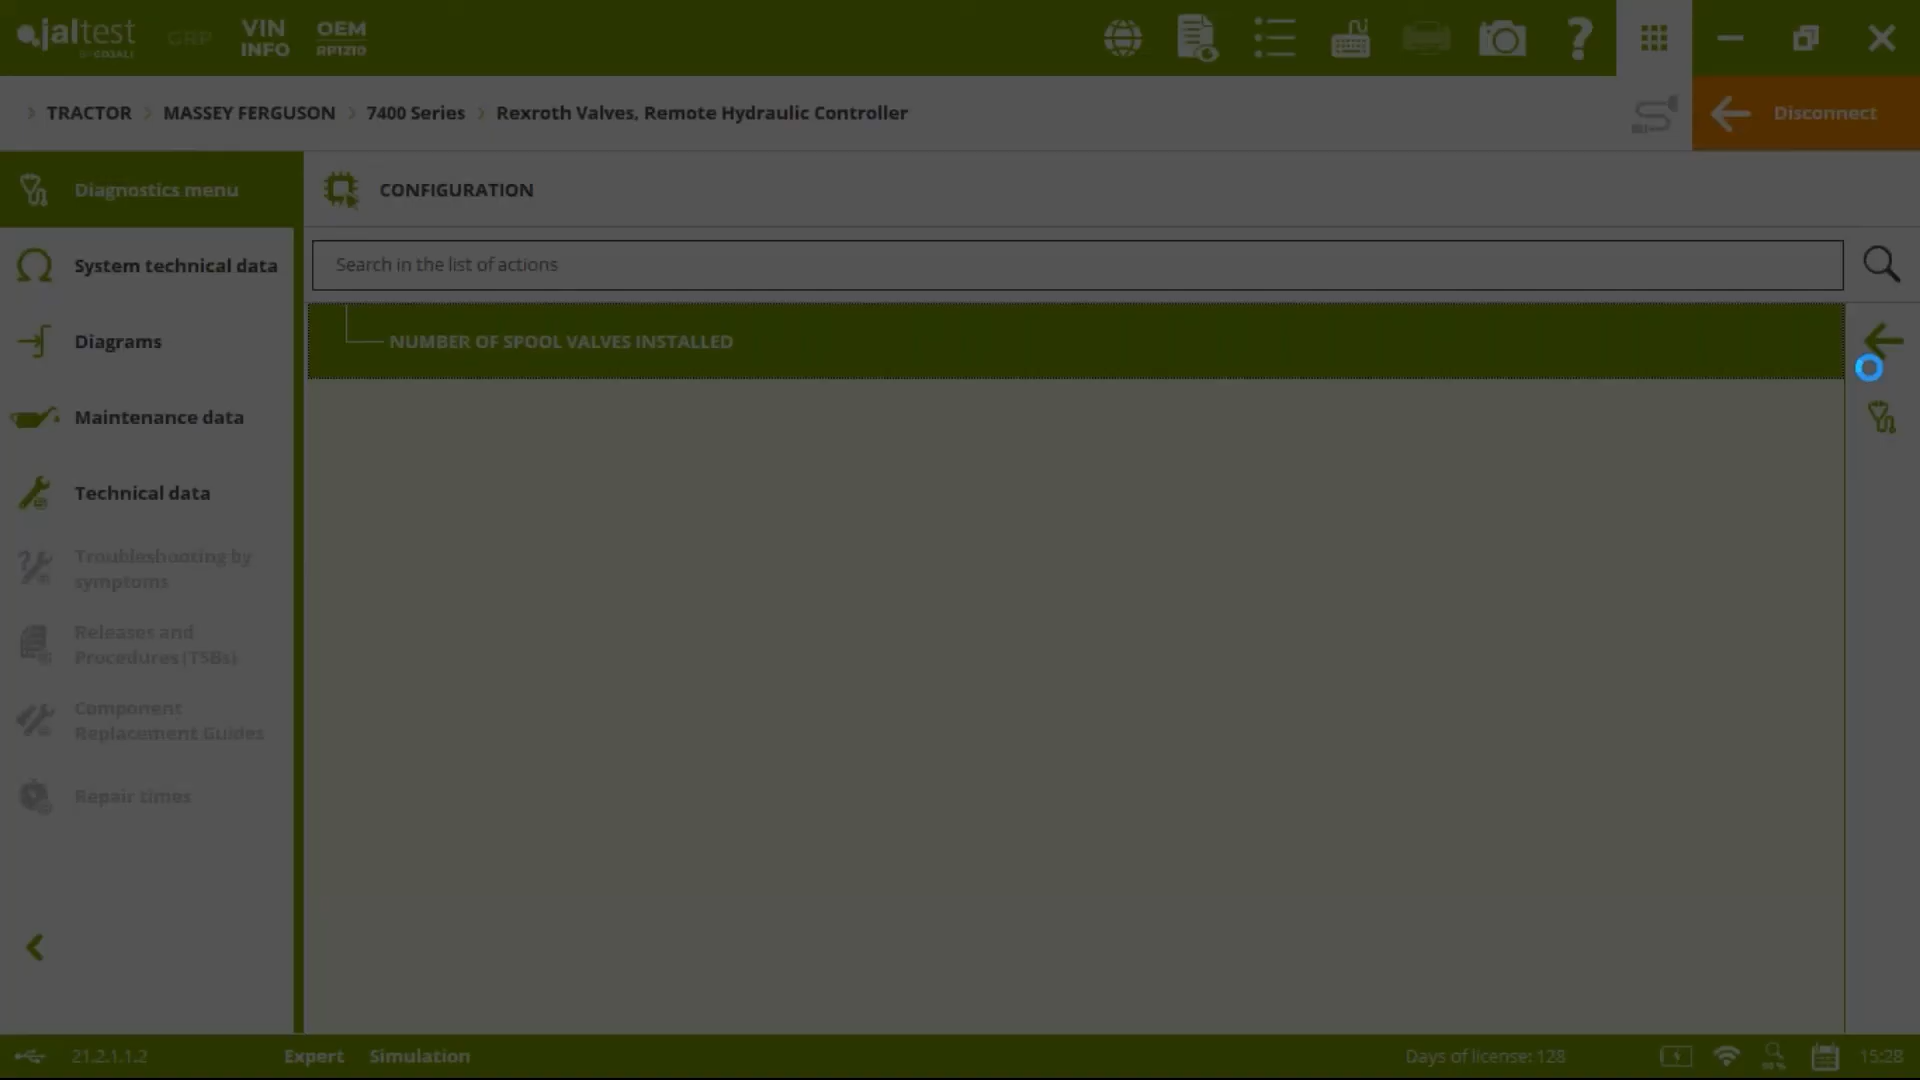 jaltest
BY COJALI
GRP
VIN
INFO
OEM
?
TRACTOR
MASSEY FERGUSON
7400 Series
Rexroth Valves, Remote Hydraulic Controller
Disconnect
Diagnostics menu
CONFIGURATION
Search in the list of actions
System technical data
NUMBER OF SPOOL VALVES INSTALLED
Diagrams
Maintenance data
Technical data
Troubleshooting by
symptoms
Releases and
Procedures (TSBs)
Component
Replacement Guides
Repair times
21.2.1.1.2
Expert
Simulation
Days of license: 128
15:28